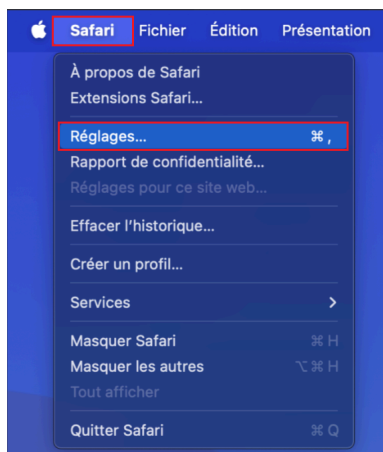 Safari Fichier Édition Présentation
À propos de Safari
Extensions Safari...
Réglages... ⌘ ,
Rapport de confidentialité...
Réglages pour ce site web...
Effacer l'historique...
Créer un profil...
Services
Masquer Safari ⌘ H
Masquer les autres ⌥ ⌘ H
Tout afficher
Quitter Safari ⌘ Q